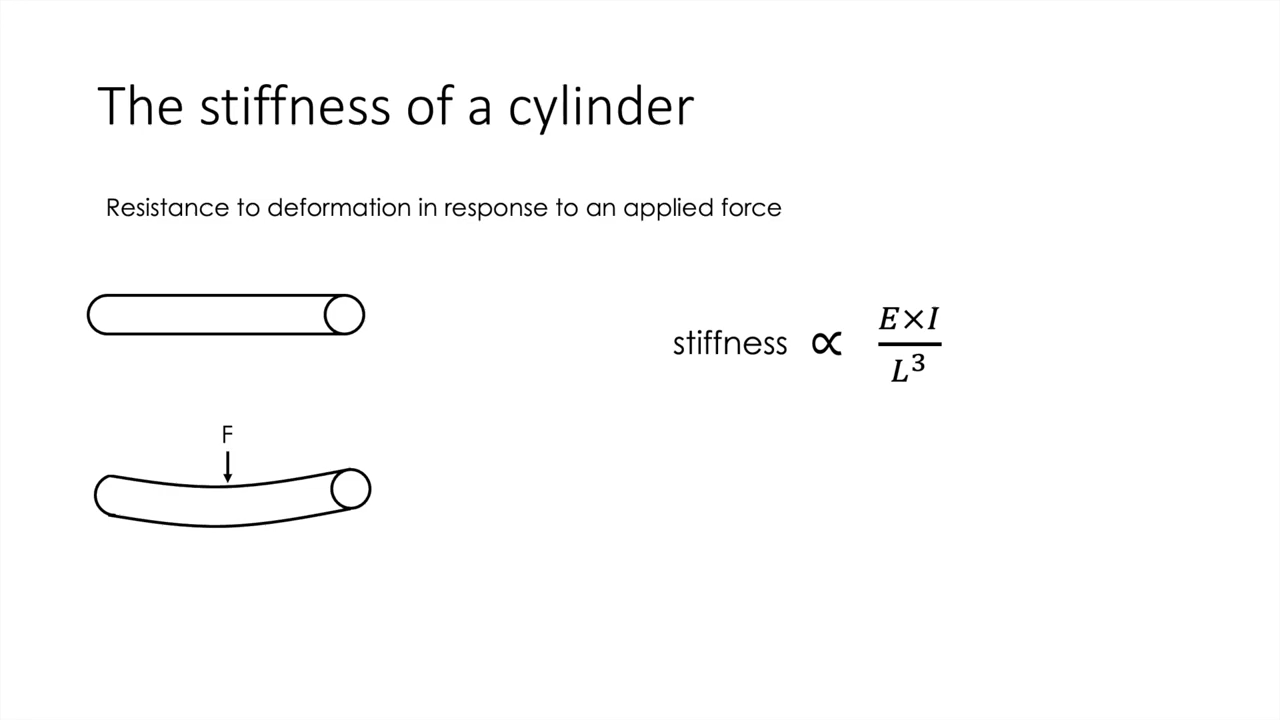 The stiffness of a cylinder
Resistance to deformation in response to an applied force
stiffness ∝ E×I
L³
F